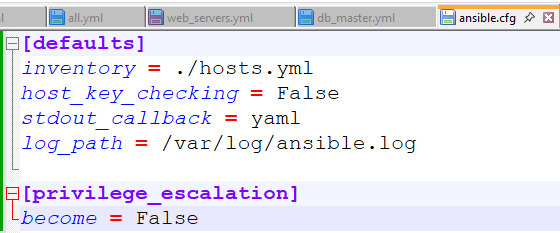 all.yml web_servers.yml db_master.yml ansible.cfg
[defaults]
inventory = ./hosts.yml
host_key_checking = False
stdout_callback = yaml
log_path = /var/log/ansible.log
[privilege_escalation]
become = False